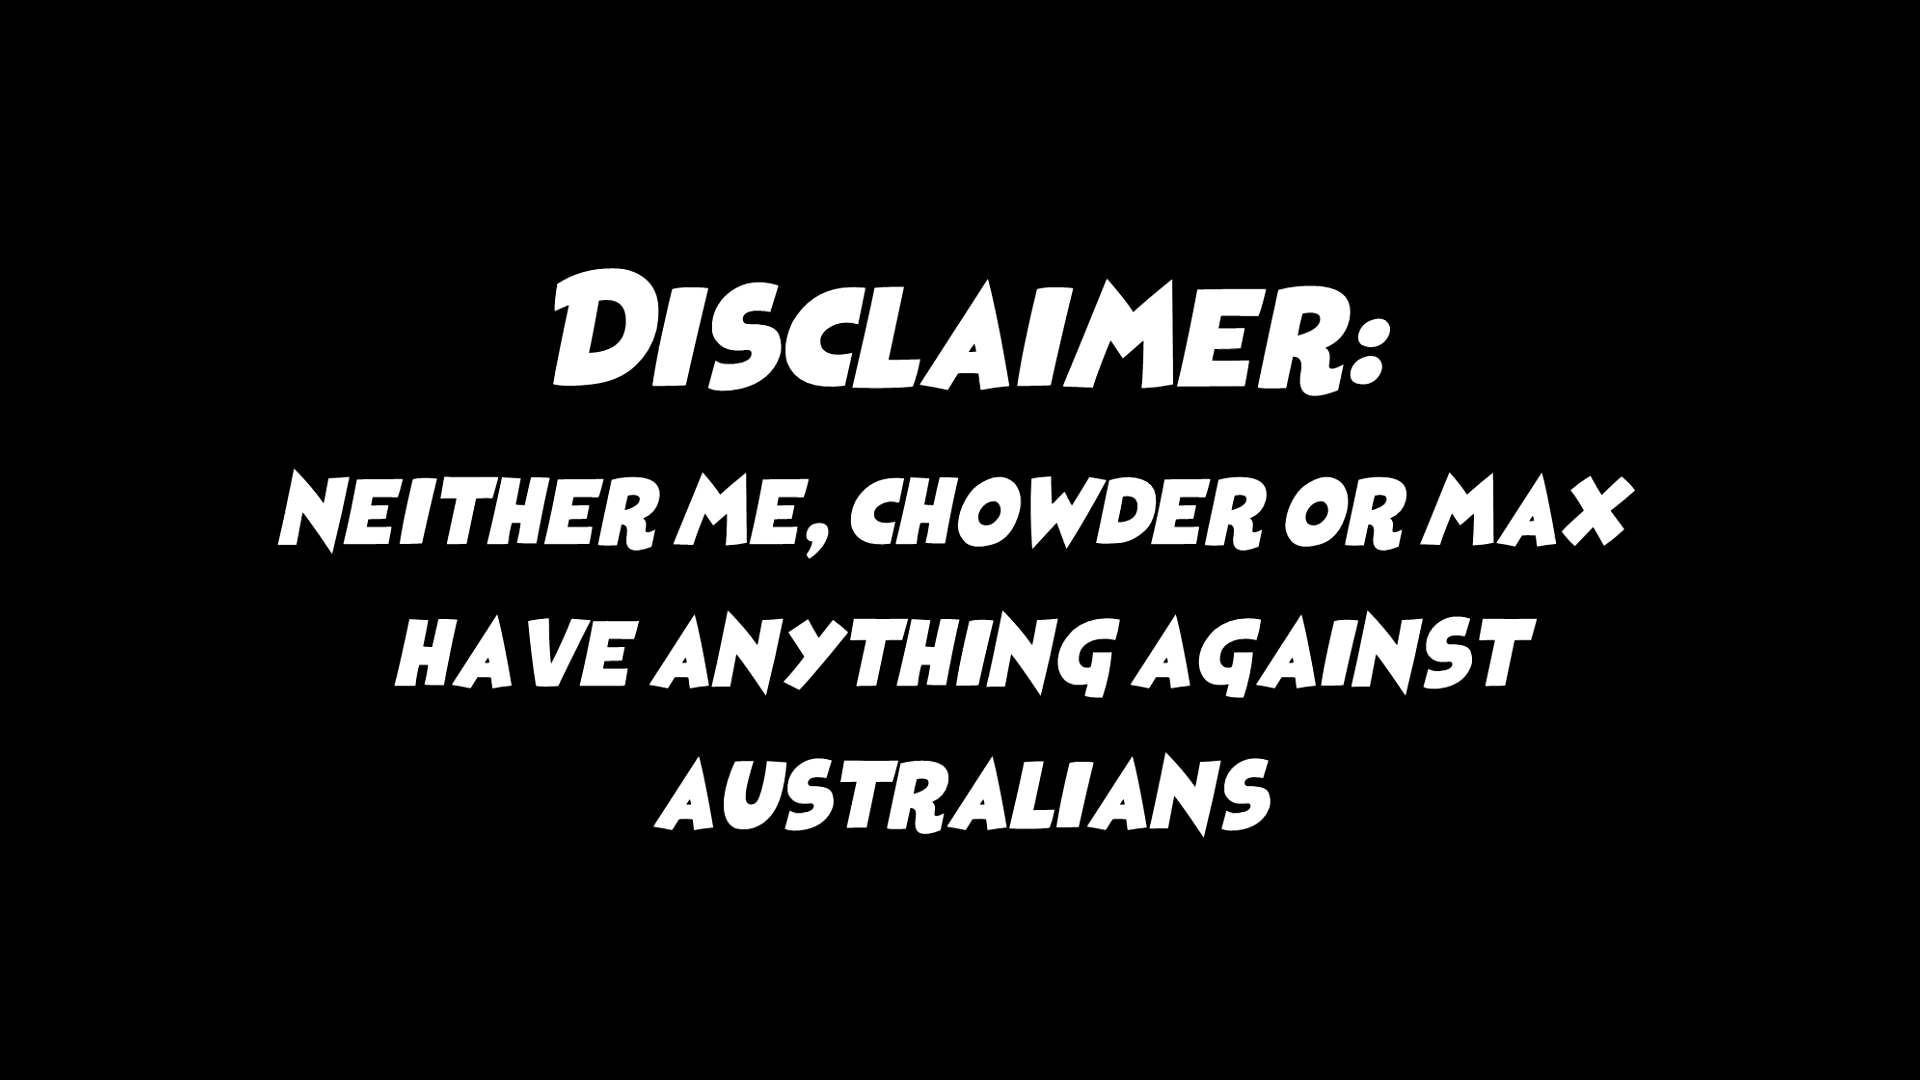 DISCLAIMER:
NEITHER ME, CHOWDER OR MAX
HAVE ANYTHING AGAINST
AUSTRALIANS